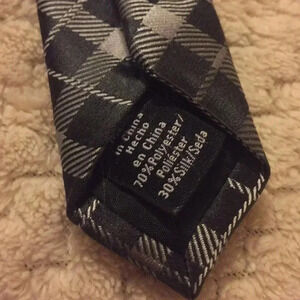 in China
Hecho
en China
70% Polyester/
Poliéster
30% Silk/Seda